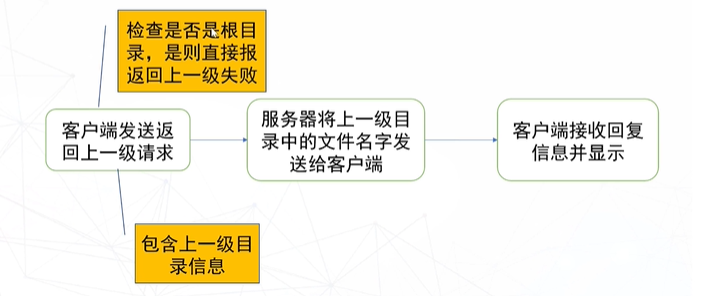 检查是否是根目
录，是则直接报
返回上一级失败
客户端发送返
回上一级请求
服务器将上一级目
录中的文件名字发
送给客户端
客户端接收回复
信息并显示
包含上一级目
录信息